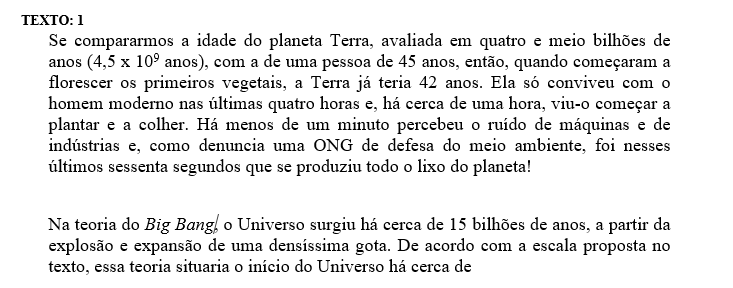 TEXTO: 1
Se compararmos a idade do planeta Terra, avaliada em quatro e meio bilhões de
anos (4,5 x 10⁹ anos), com a de uma pessoa de 45 anos, então, quando começaram a
florescer os primeiros vegetais, a Terra já teria 42 anos. Ela só conviveu com o
homem moderno nas últimas quatro horas e, há cerca de uma hora, viu-o começar a
plantar e a colher. Há menos de um minuto percebeu o ruído de máquinas e de
indústrias e, como denuncia uma ONG de defesa do meio ambiente, foi nesses
últimos sessenta segundos que se produziu todo o lixo do planeta!
Na teoria do Big Bang, o Universo surgiu há cerca de 15 bilhões de anos, a partir da
explosão e expansão de uma densíssima gota. De acordo com a escala proposta no
texto, essa teoria situaria o início do Universo há cerca de